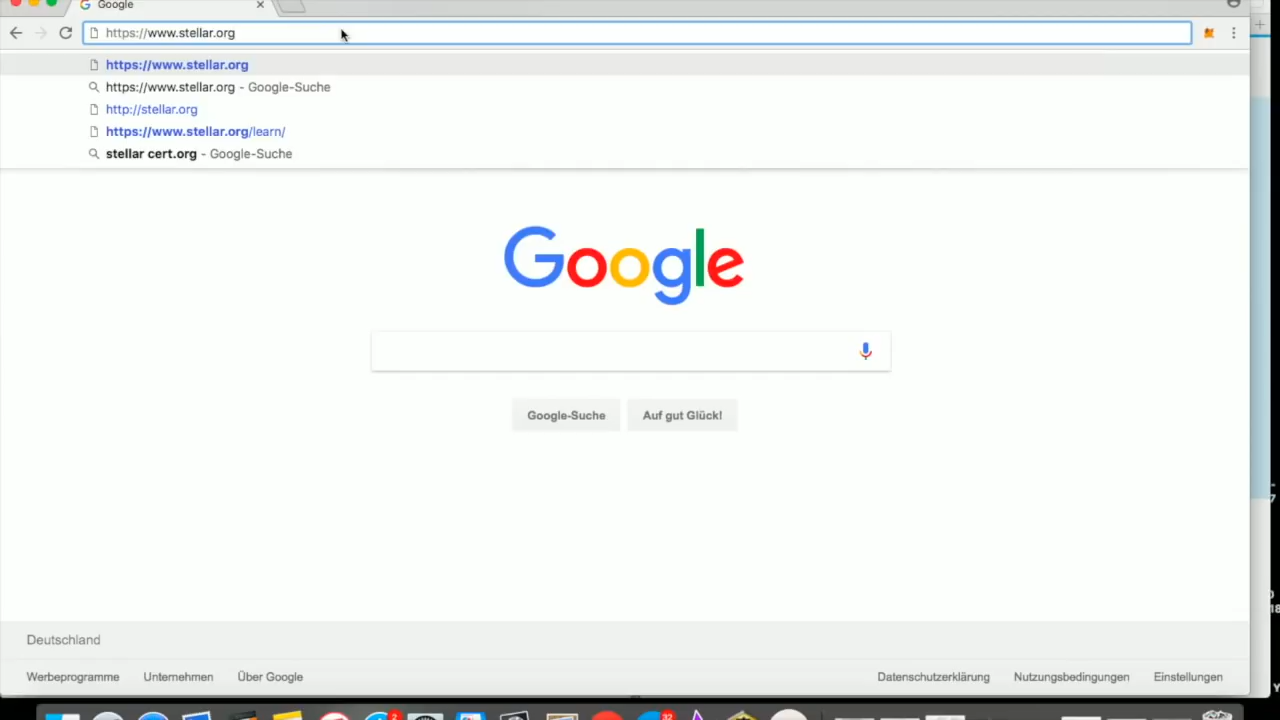 Google
https://www.stellar.org
https://www.stellar.org
https://www.stellar.org - Google-Suche
http://stellar.org
https://www.stellar.org/learn/
stellar cert.org - Google-Suche
Google
Google-Suche
Auf gut Glück!
Deutschland
Werbeprogramme Unternehmen Über Google Datenschutzerklärung Nutzungsbedingungen Einstellungen
2
32